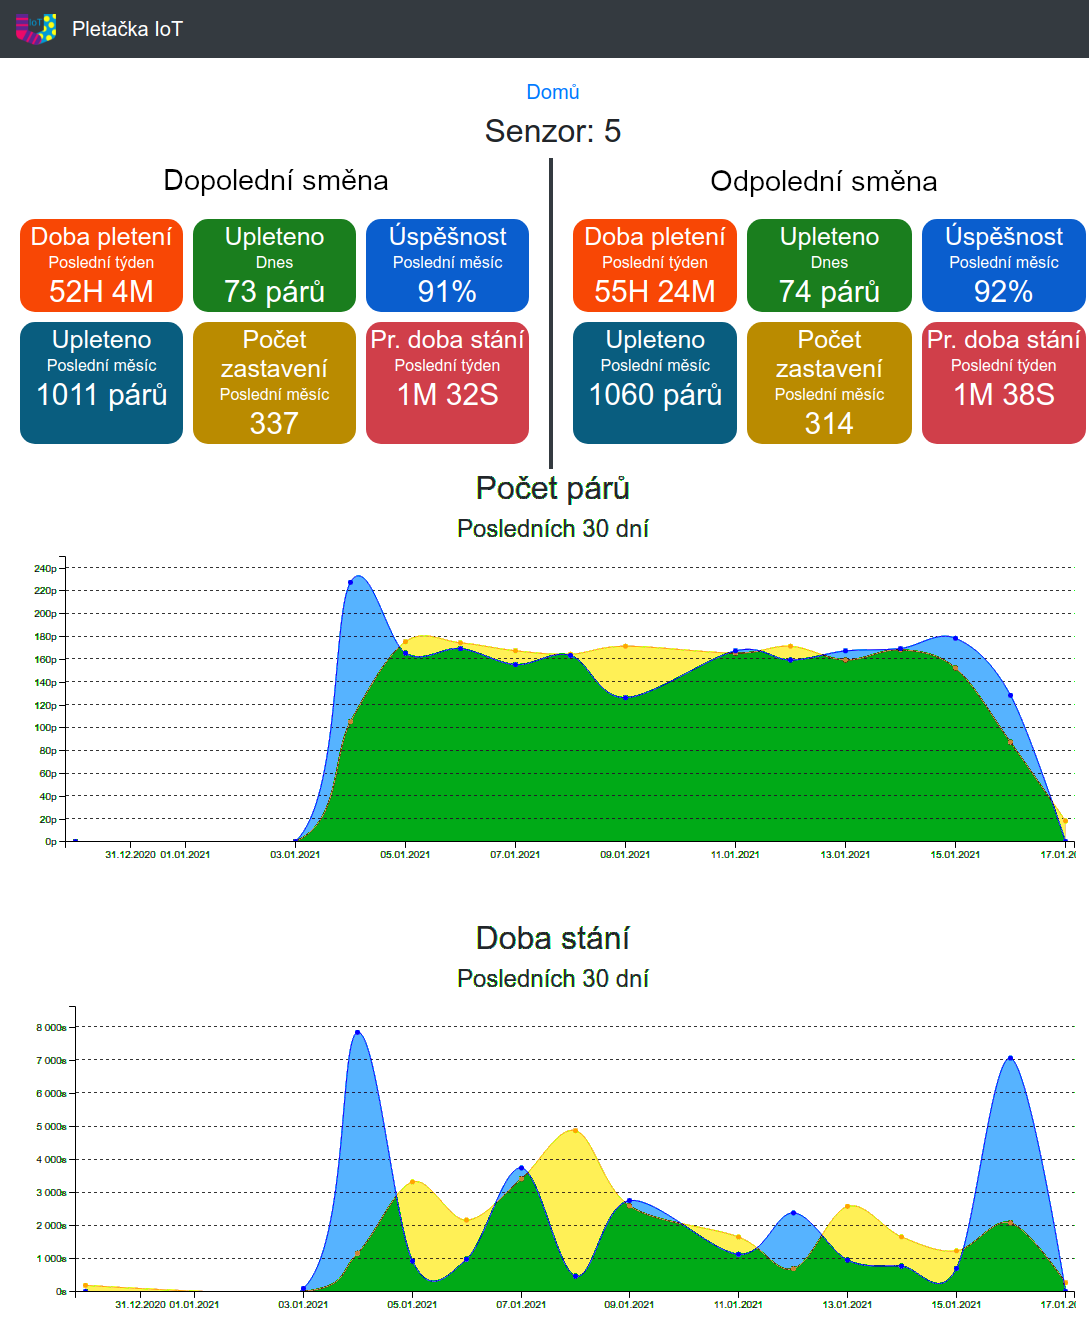 IoT
Pletačka IoT
Domů
Senzor: 5
Dopolední směna
Doba pletení
Poslední týden
52H 4M
Upleteno
Dnes
73 párů
Úspěšnost
Poslední měsíc
91%
Upleteno
Poslední měsíc
1011 párů
Počet
zastavení
Poslední měsíc
337
Pr. doba stání
Poslední týden
1M 32S
Odpolední směna
Doba pletení
Poslední týden
55H 24M
Upleteno
Dnes
74 párů
Úspěšnost
Poslední měsíc
92%
Upleteno
Poslední měsíc
1060 párů
Počet
zastavení
Poslední měsíc
314
Pr. doba stání
Poslední týden
1M 38S
Počet párů
Posledních 30 dní
240p
220p
200p
180p
160p
140p
120p
100p
80p
60p
40p
20p
0p
31.12.2020 01.01.2021 03.01.2021 05.01.2021 07.01.2021 09.01.2021 11.01.2021 13.01.2021 15.01.2021 17.01.20
Doba stání
Posledních 30 dní
8 000s
7 000s
6 000s
5 000s
4 000s
3 000s
2 000s
1 000s
0s
31.12.2020 01.01.2021 03.01.2021 05.01.2021 07.01.2021 09.01.2021 11.01.2021 13.01.2021 15.01.2021 17.01.20